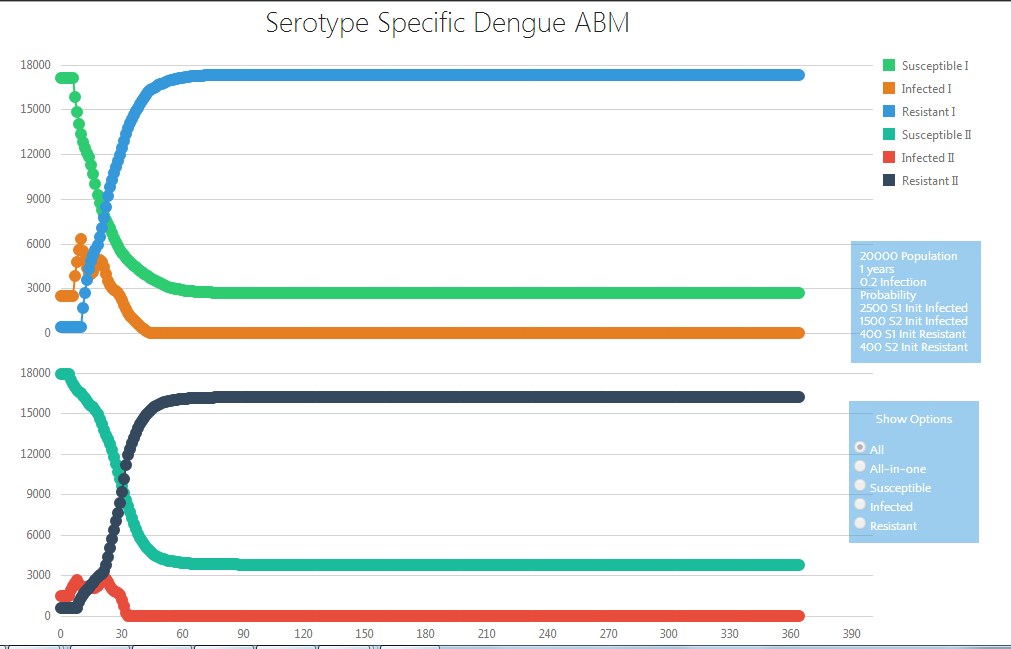 Serotype Specific Dengue ABM
18000
15000
12000
9000
6000
3000
0
Susceptible I
Infected I
Resistant I
Susceptible II
Infected II
Resistant II
20000 Population
1 years
0.2 Infection
Probability
2500 S1 Init Infected
1500 S2 Init Infected
400 S1 Init Resistant
400 S2 Init Resistant
18000
15000
12000
9000
6000
3000
0
Show Options
All
All-in-one
Susceptible
Infected
Resistant
0 30 60 90 120 150 180 210 240 270 300 330 360 390